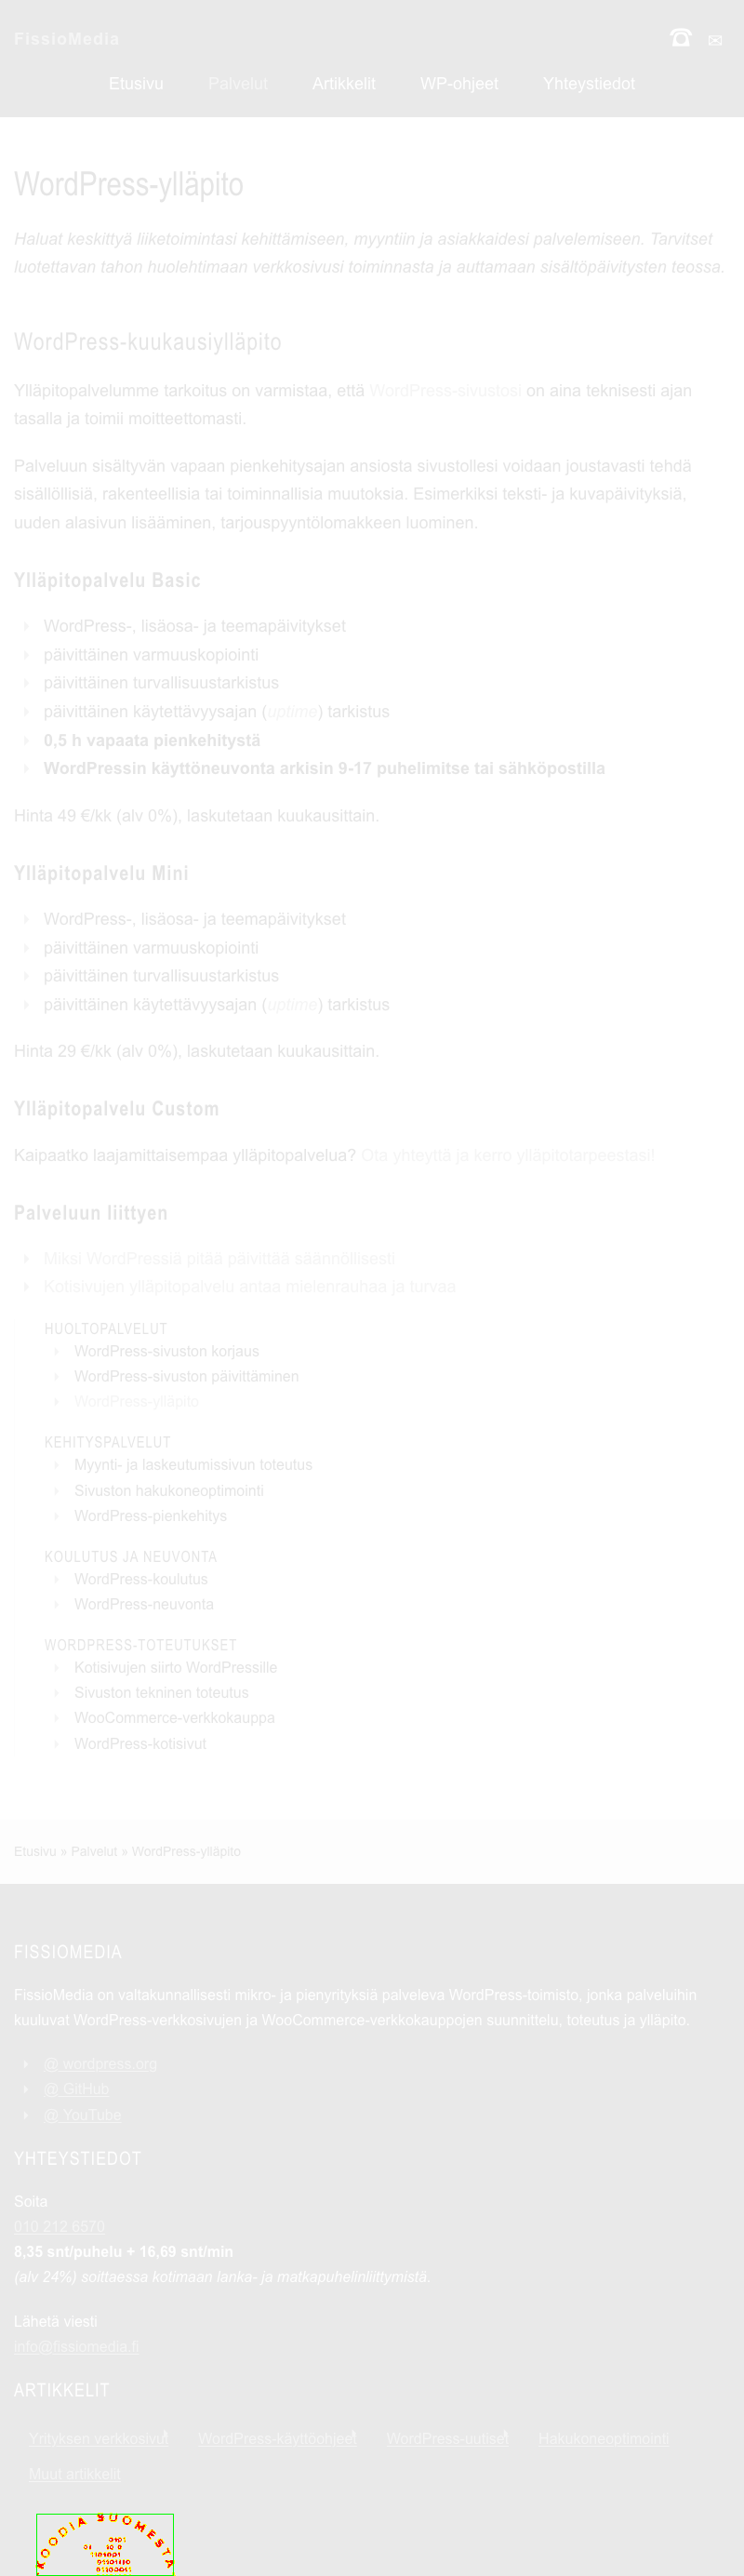 FissioMedia
Etusivu Palvelut Artikkelit WP-ohjeet Yhteystiedot
WordPress-ylläpito
Haluat keskittyä liiketoimintasi kehittämiseen, myyntiin ja asiakkaidesi palvelemiseen. Tarvitset
luotettavan tahon huolehtimaan verkkosivusi toiminnasta ja auttamaan sisältöpäivitysten teossa.
WordPress-kuukausiylläpito
Ylläpitopalvelumme tarkoitus on varmistaa, että WordPress-sivustosi on aina teknisesti ajan
tasalla ja toimii moitteettomasti.
Palveluun sisältyvän vapaan pienkehitysajan ansiosta sivustollesi voidaan joustavasti tehdä
sisällöllisiä, rakenteellisia tai toiminnallisia muutoksia. Esimerkiksi teksti- ja kuvapäivityksiä,
uuden alasivun lisääminen, tarjouspyyntölomakkeen luominen.
Ylläpitopalvelu Basic
WordPress-, lisäosa- ja teemapäivitykset
päivittäinen varmuuskopiointi
päivittäinen turvallisuustarkistus
päivittäinen käytettävyysajan (uptime) tarkistus
0,5 h vapaata pienkehitystä
WordPressin käyttöneuvonta arkisin 9-17 puhelimitse tai sähköpostilla
Hinta 49 €/kk (alv 0%), laskutetaan kuukausittain.
Ylläpitopalvelu Mini
WordPress-, lisäosa- ja teemapäivitykset
päivittäinen varmuuskopiointi
päivittäinen turvallisuustarkistus
päivittäinen käytettävyysajan (uptime) tarkistus
Hinta 29 €/kk (alv 0%), laskutetaan kuukausittain.
Ylläpitopalvelu Custom
Kaipaatko laajamittaisempaa ylläpitopalvelua? Ota yhteyttä ja kerro ylläpitotarpeestasi!
Palveluun liittyen
Miksi WordPressiä pitää päivittää säännöllisesti
Kotisivujen ylläpitopalvelu antaa mielenrauhaa ja turvaa
HUOLTOPALVELUT
WordPress-sivuston korjaus
WordPress-sivuston päivittäminen
WordPress-ylläpito
KEHITYSPALVELUT
Myynti- ja laskeutumissivun toteutus
Sivuston hakukoneoptimointi
WordPress-pienkehitys
KOULUTUS JA NEUVONTA
WordPress-koulutus
WordPress-neuvonta
WORDPRESS-TOTEUTUKSET
Kotisivujen siirto WordPressille
Sivuston tekninen toteutus
WooCommerce-verkkokauppa
WordPress-kotisivut
Etusivu » Palvelut » WordPress-ylläpito
FISSIOMEDIA
FissioMedia on valtakunnallisesti mikro- ja pienyrityksiä palveleva WordPress-toimisto, jonka palveluihin
kuuluvat WordPress-verkkosivujen ja WooCommerce-verkkokauppojen suunnittelu, toteutus ja ylläpito.
@ wordpress.org
@ GitHub
@ YouTube
YHTEYSTIEDOT
Soita
010 212 6570
8,35 snt/puhelu + 16,69 snt/min
(alv 24%) soittaessa kotimaan lanka- ja matkapuhelinliittymistä.
Lähetä viesti
info@fissiomedia.fi
ARTIKKELIT
Yrityksen verkkosivut WordPress-käyttöohjeet WordPress-uutiset Hakukoneoptimointi
Muut artikkelit
KOODIA SUOMESTA